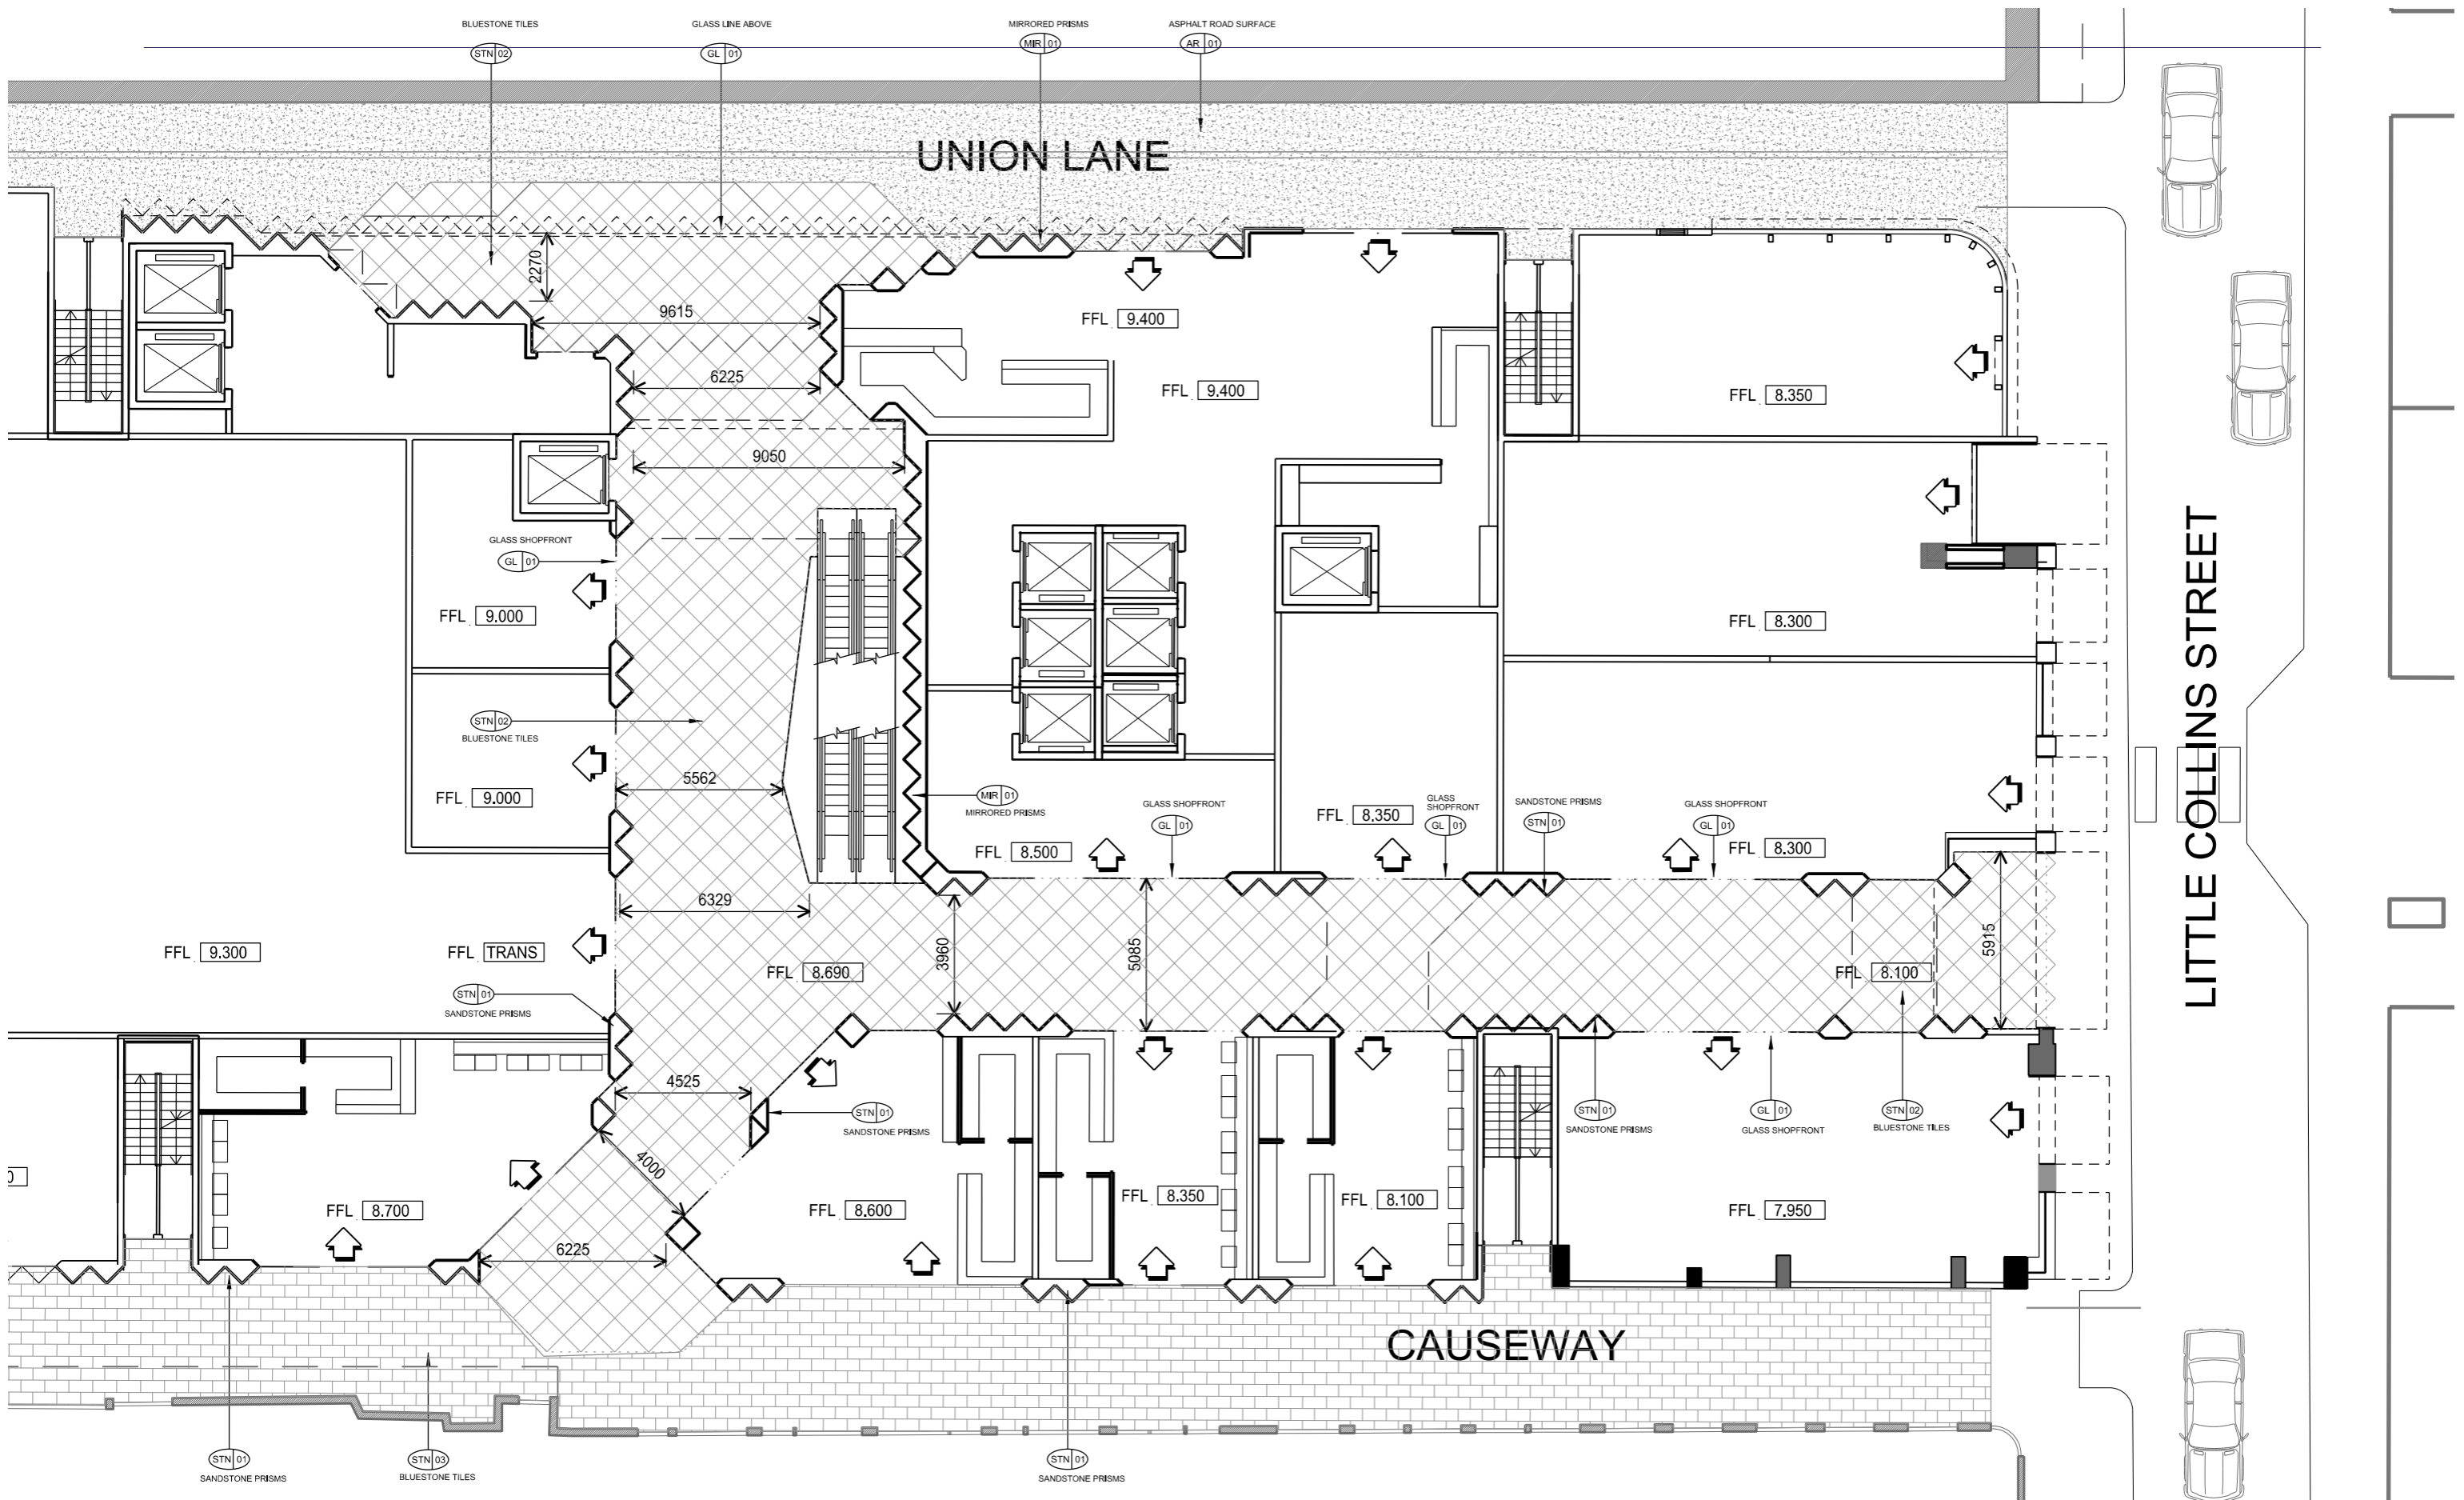 BLUESTONE TILES
STN 02
GLASS LINE ABOVE
GL 01
MIRRORED PRISMS
MIR 01
ASPHALT ROAD SURFACE
AR 01
UNION LANE
2270
9615
FFL 9.400
6225
FFL 9.400
FFL 8.350
9050
GLASS SHOPFRONT
GL 01
FFL 9.000
FFL 8.300
STN 02
BLUESTONE TILES
LITTLE COLLINS STREET
5562
FFL 9.000
MIR 01
MIRRORED PRISMS
GLASS SHOPFRONT
GL 01
FFL 8.350
GLASS
SHOPFRONT
GL 01
SANDSTONE PRISMS
STN 01
GLASS SHOPFRONT
GL 01
FFL 8.500
FFL 8.300
6329
3960
5085
5915
FFL 9.300
FFL TRANS
FFL 8.690
FFL 8.100
STN 01
SANDSTONE PRISMS
4525
STN 01
SANDSTONE PRISMS
STN 01
SANDSTONE PRISMS
GL 01
GLASS SHOPFRONT
STN 02
BLUESTONE TILES
4000
FFL 8.700
FFL 8.600
FFL 8.350
FFL 8.100
FFL 7.950
6225
CAUSEWAY
STN 01
SANDSTONE PRISMS
STN 03
BLUESTONE TILES
STN 01
SANDSTONE PRISMS